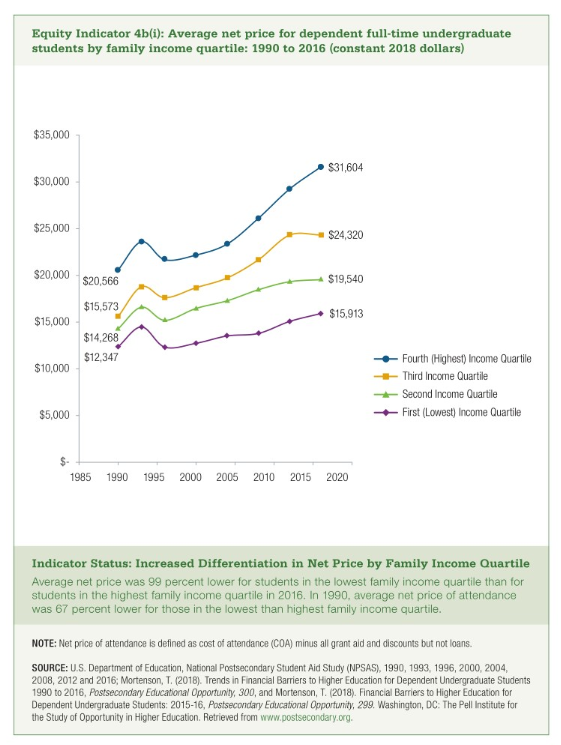 Equity Indicator 4b(i): Average net price for dependent full-time undergraduate
students by family income quartile: 1990 to 2016 (constant 2018 dollars)
$35,000
$30,000
$25,000
$20,000
$15,000
$10,000
$5,000
$-
$31,604
$24,320
$19,540
$15,913
$20,566
$15,573
$14,268
$12,347
Fourth (Highest) Income Quartile
Third Income Quartile
Second Income Quartile
First (Lowest) Income Quartile
1985 1990 1995 2000 2005 2010 2015 2020
Indicator Status: Increased Differentiation in Net Price by Family Income Quartile
Average net price was 99 percent lower for students in the lowest family income quartile than for
students in the highest family income quartile in 2016. In 1990, average net price of attendance
was 67 percent lower for those in the lowest than highest family income quartile.
NOTE: Net price of attendance is defined as cost of attendance (COA) minus all grant aid and discounts but not loans.
SOURCE: U.S. Department of Education, National Postsecondary Student Aid Study (NPSAS), 1990, 1993, 1996, 2000, 2004,
2008, 2012 and 2016; Mortenson, T. (2018). Trends in Financial Barriers to Higher Education for Dependent Undergraduate Students
1990 to 2016, Postsecondary Educational Opportunity, 300, and Mortenson, T. (2018). Financial Barriers to Higher Education for
Dependent Undergraduate Students: 2015-16, Postsecondary Educational Opportunity, 299. Washington, DC: The Pell Institute for
the Study of Opportunity in Higher Education. Retrieved from www.postsecondary.org.